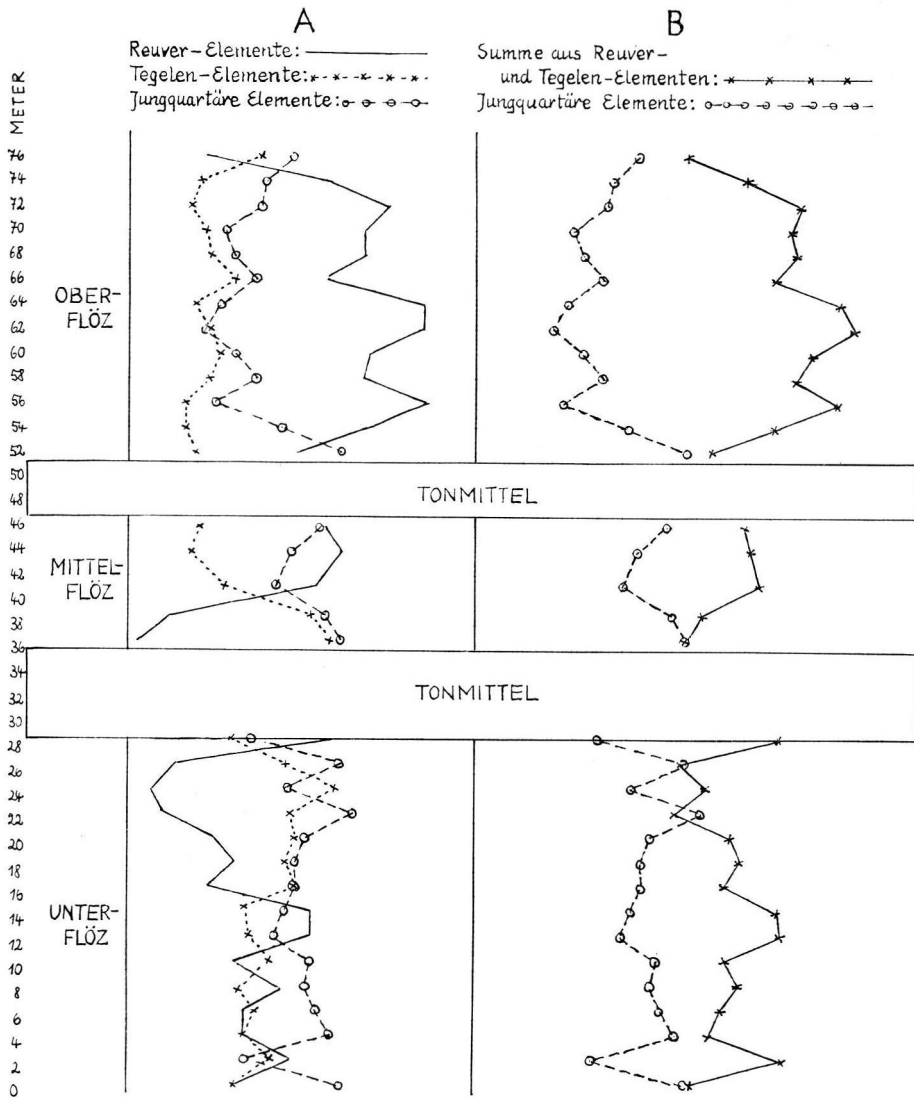 A
B
Reuver-Elemente:
Tegelen-Elemente:
Jungquartäre Elemente:
Summe aus Reuver-
und Tegelen-Elementen:
Jungquartäre Elemente:
METER
76
74
72
70
68
66
64
62
60
58
56
54
52
50
48
46
44
42
40
38
36
34
32
30
28
26
24
22
20
18
16
14
12
10
8
6
4
2
0
OBER-
FLÖZ
TONMITTEL
MITTEL-
FLÖZ
TONMITTEL
UNTER-
FLÖZ